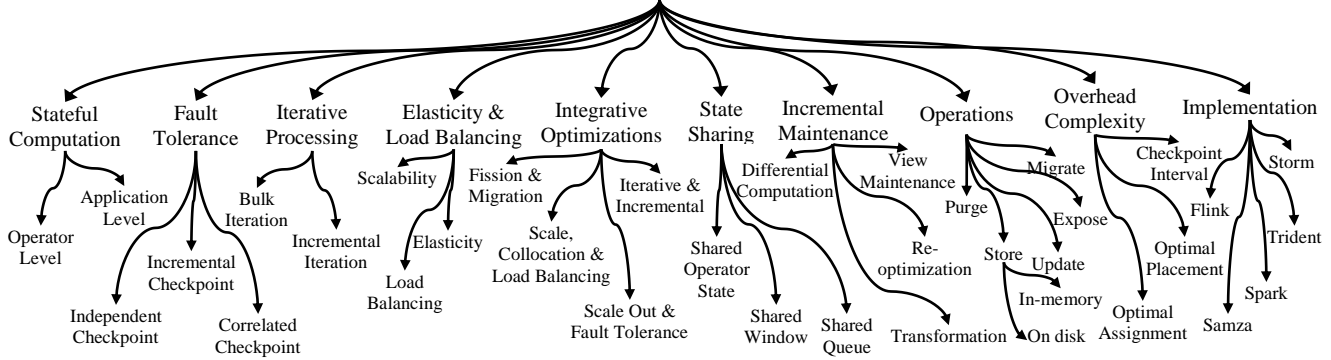 Stateful
Computation
Fault
Tolerance
Iterative
Processing
Elasticity &
Load Balancing
Integrative
Optimizations
State
Sharing
Incremental
Maintenance
Operations
Overhead
Complexity
Implementation
Operator
Level
Application
Level
Independent
Checkpoint
Incremental
Checkpoint
Correlated
Checkpoint
Bulk
Iteration
Incremental
Iteration
Scalability
Load
Balancing
Elasticity
Fission &
Migration
Scale,
Collocation &
Load Balancing
Scale Out &
Fault Tolerance
Iterative &
Incremental
Shared
Operator
State
Shared
Window
Shared
Queue
Differential
Computation
Transformation
Re-
optimization
View
Maintenance
Purge
Store
In-memory
On disk
Update
Expose
Migrate
Checkpoint
Interval
Optimal
Placement
Optimal
Assignment
Flink
Samza
Spark
Trident
Storm